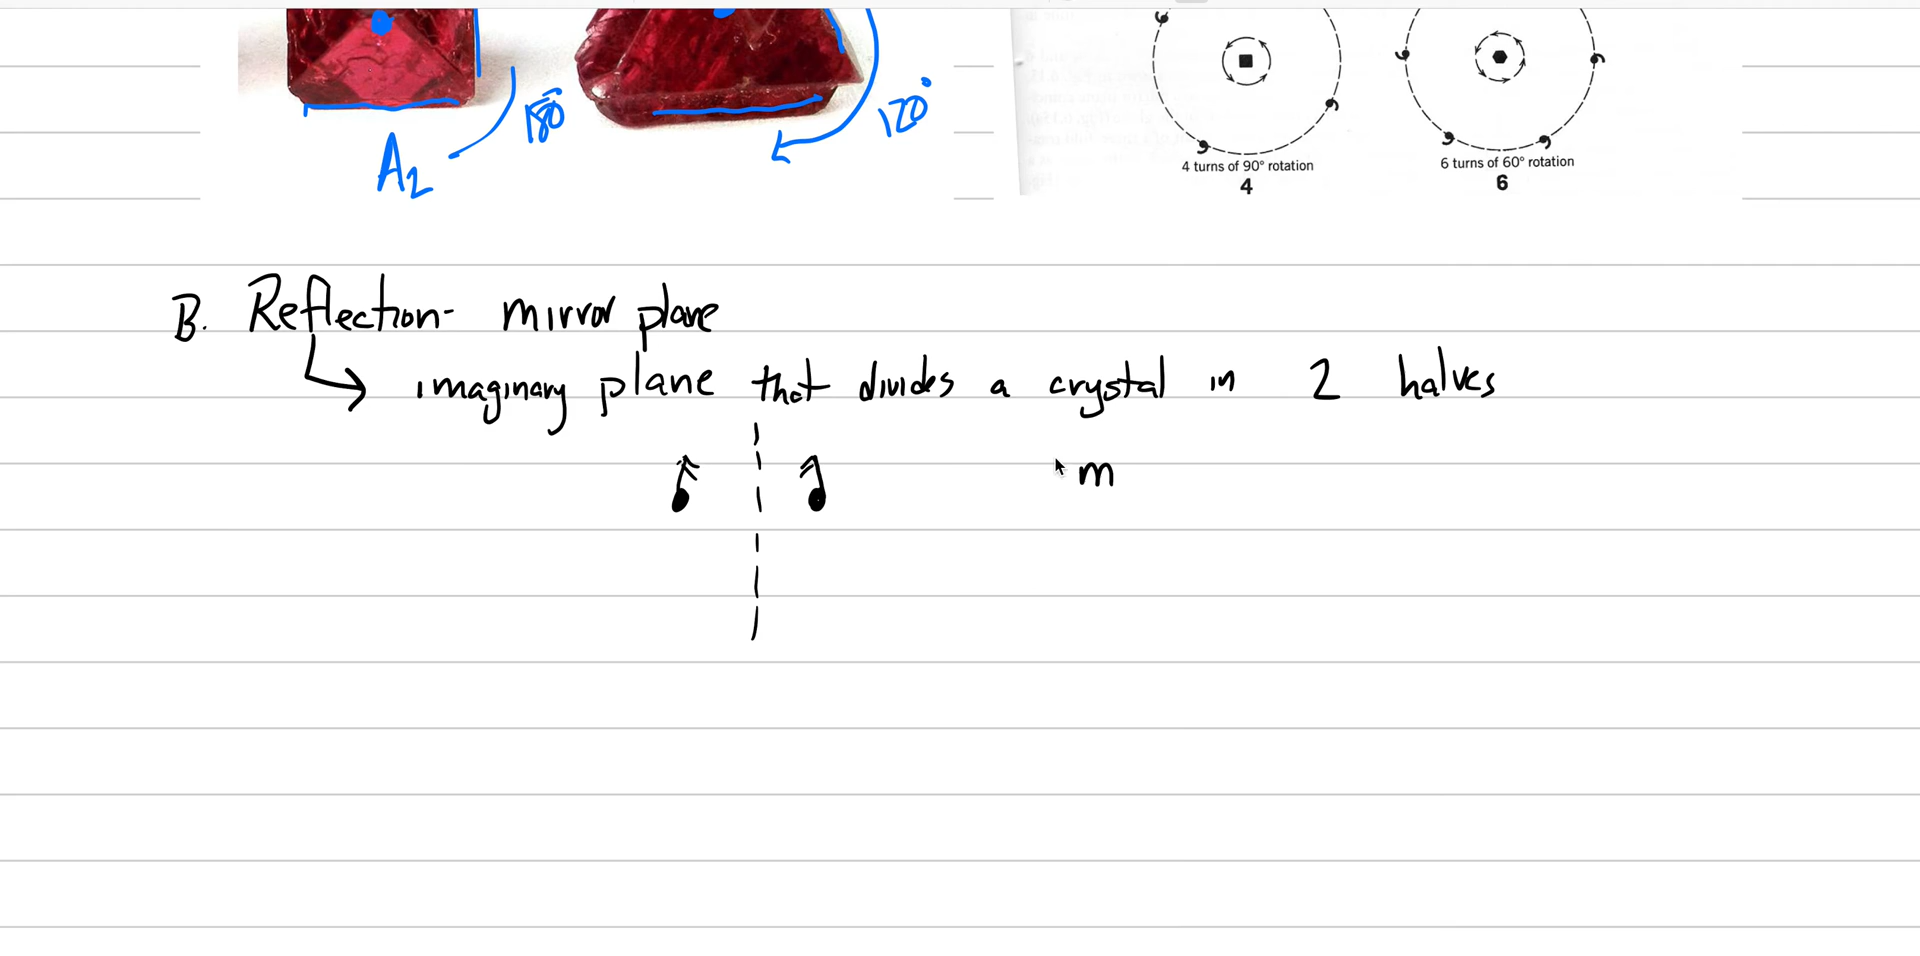 180°
A2
120°
4 turns of 90° rotation
4
6 turns of 60° rotation
6
B. Reflection- mirror plane
imaginary plane that divides a crystal in 2 halves
m